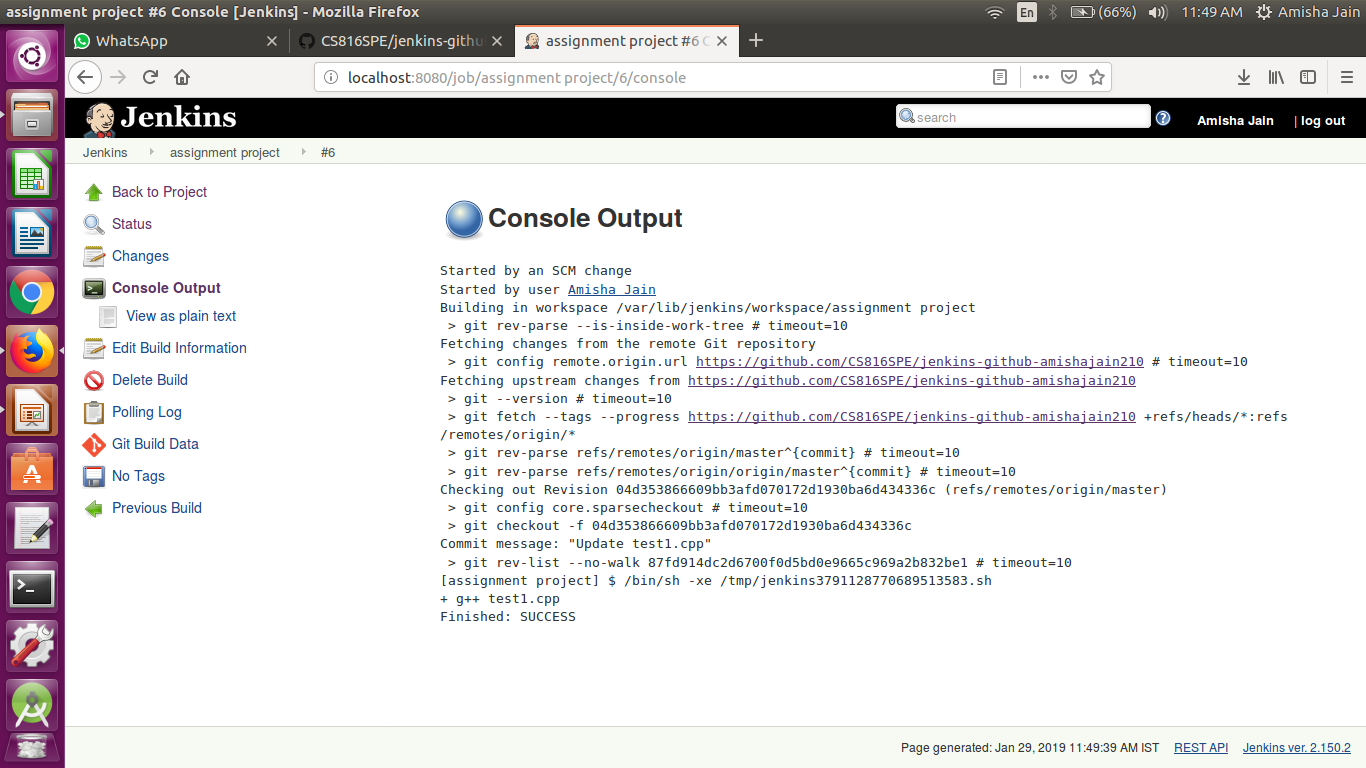 assignment project #6 Console [Jenkins] - Mozilla Firefox
En
(66%)
11:49 AM
Amisha Jain
WhatsApp
CS816SPE/jenkins-githu
assignment project #6 C
localhost:8080/job/assignment project/6/console
Jenkins
search
Amisha Jain
| log out
Jenkins
assignment project
#6
Back to Project
Status
Changes
Console Output
View as plain text
Edit Build Information
Delete Build
Polling Log
Git Build Data
No Tags
Previous Build
Console Output
Started by an SCM change
Started by user Amisha Jain
Building in workspace /var/lib/jenkins/workspace/assignment project
 > git rev-parse --is-inside-work-tree # timeout=10
Fetching changes from the remote Git repository
 > git config remote.origin.url https://github.com/CS816SPE/jenkins-github-amishajain210 # timeout=10
Fetching upstream changes from https://github.com/CS816SPE/jenkins-github-amishajain210
 > git --version # timeout=10
 > git fetch --tags --progress https://github.com/CS816SPE/jenkins-github-amishajain210 +refs/heads/*:refs
/remotes/origin/*
 > git rev-parse refs/remotes/origin/master^{commit} # timeout=10
 > git rev-parse refs/remotes/origin/origin/master^{commit} # timeout=10
Checking out Revision 04d353866609bb3afd070172d1930ba6d434336c (refs/remotes/origin/master)
 > git config core.sparsecheckout # timeout=10
 > git checkout -f 04d353866609bb3afd070172d1930ba6d434336c
Commit message: "Update test1.cpp"
 > git rev-list --no-walk 87fd914dc2d6700f0d5bd0e9665c969a2b832be1 # timeout=10
[assignment project] $ /bin/sh -xe /tmp/jenkins3791128770689513583.sh
+ g++ test1.cpp
Finished: SUCCESS
Page generated: Jan 29, 2019 11:49:39 AM IST
REST API
Jenkins ver. 2.150.2